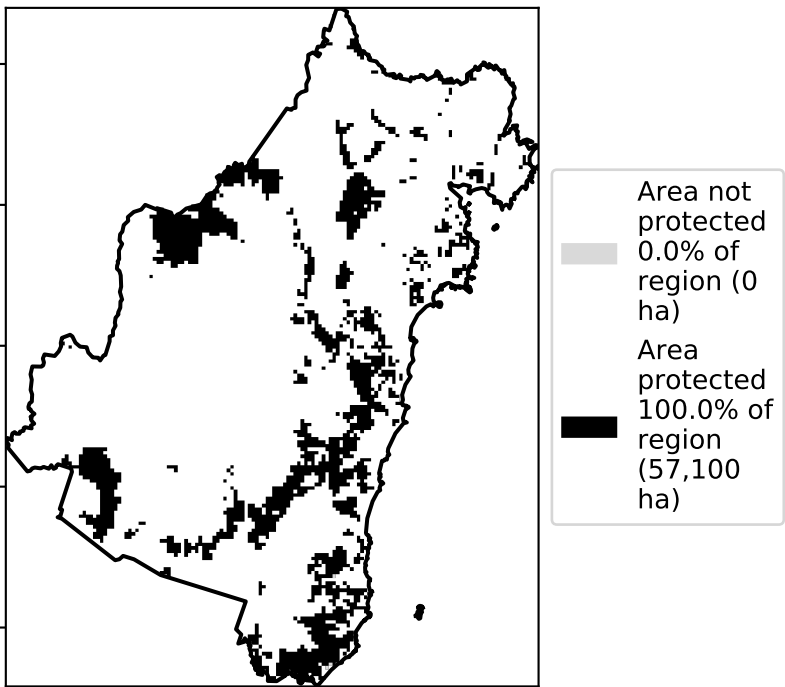 Area not
protected
0.0% of
region (0
ha)
Area
protected
100.0% of
region
(57,100
ha)